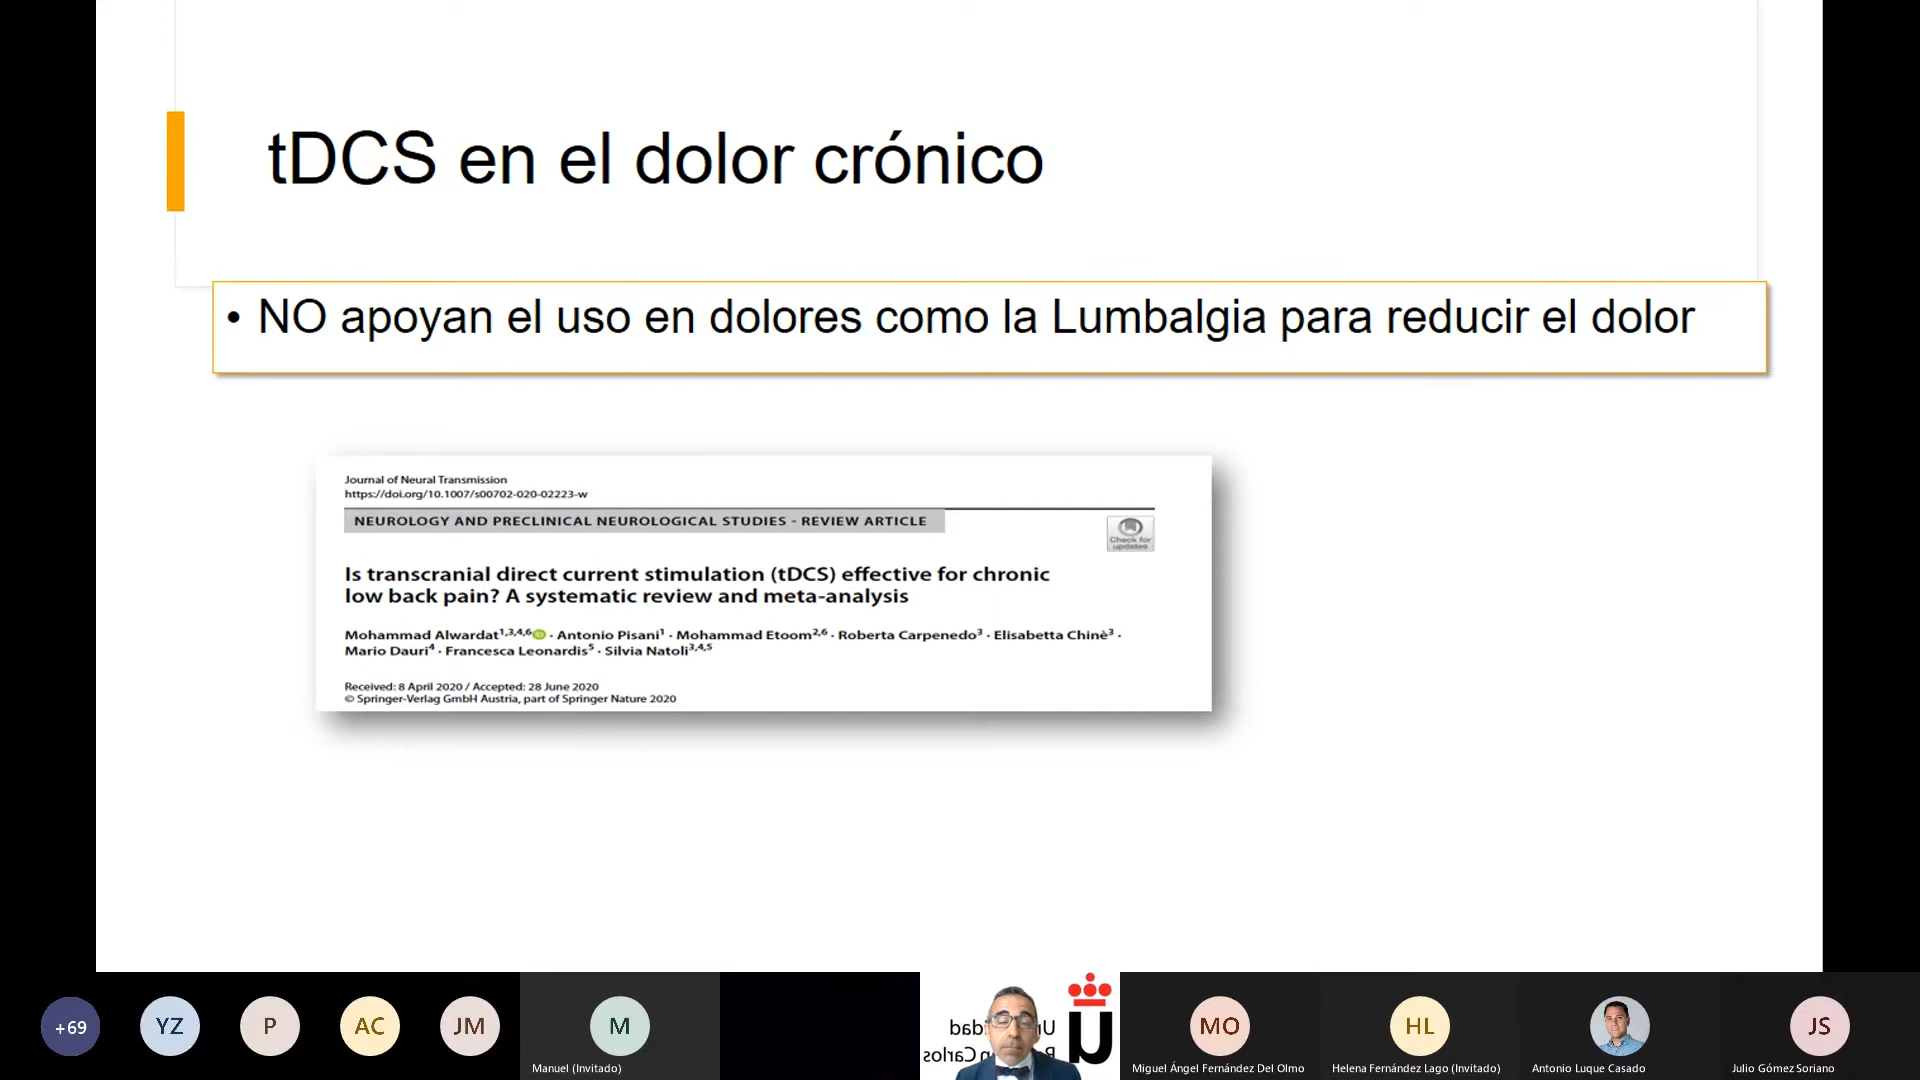 tDCS en el dolor crónico
• NO apoyan el uso en dolores como la Lumbalgia para reducir el dolor
Journal of Neural Transmission
https://doi.org/10.1007/s00702-020-02223-w
NEUROLOGY AND PRECLINICAL NEUROLOGICAL STUDIES - REVIEW ARTICLE
Check for
updates
Is transcranial direct current stimulation (tDCS) effective for chronic
low back pain? A systematic review and meta-analysis
Mohammad Alwardat1,3,4,6 · Antonio Pisani1 · Mohammad Etoom2,6 · Roberta Carpenedo3 · Elisabetta Chinè3 ·
Mario Dauri4 · Francesca Leonardis5 · Silvia Natoli3,4,5
Received: 8 April 2020 / Accepted: 28 June 2020
© Springer-Verlag GmbH Austria, part of Springer Nature 2020
+69
YZ
P
AC
JM
M
Manuel (Invitado)
MO
Miguel Ángel Fernández Del Olmo
HL
Helena Fernández Lago (Invitado)
Antonio Luque Casado
JS
Julio Gómez Soriano